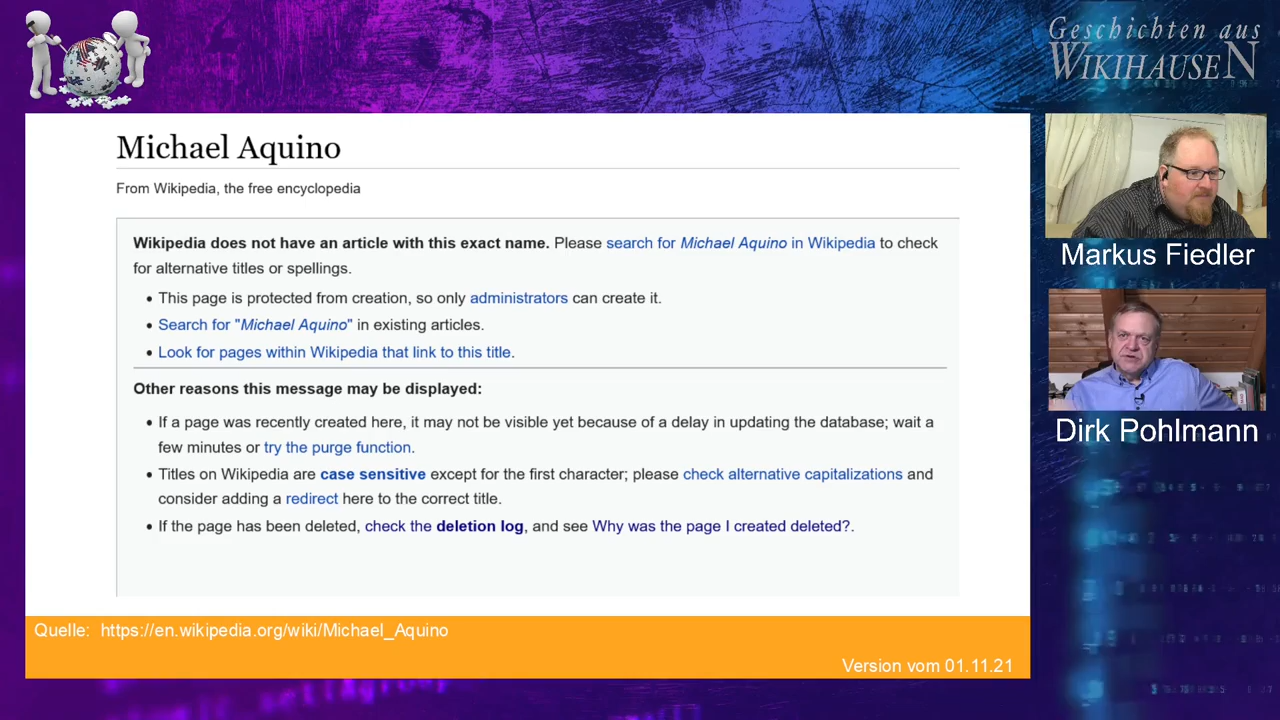 Geschichten aus
WIKIHAUSEN
Michael Aquino
From Wikipedia, the free encyclopedia
Wikipedia does not have an article with this exact name. Please search for Michael Aquino in Wikipedia to check
for alternative titles or spellings.
• This page is protected from creation, so only administrators can create it.
• Search for "Michael Aquino" in existing articles.
• Look for pages within Wikipedia that link to this title.
Other reasons this message may be displayed:
• If a page was recently created here, it may not be visible yet because of a delay in updating the database; wait a
few minutes or try the purge function.
• Titles on Wikipedia are case sensitive except for the first character; please check alternative capitalizations and
consider adding a redirect here to the correct title.
• If the page has been deleted, check the deletion log, and see Why was the page I created deleted?.
Markus Fiedler
Dirk Pohlmann
Quelle: https://en.wikipedia.org/wiki/Michael_Aquino
Version vom 01.11.21